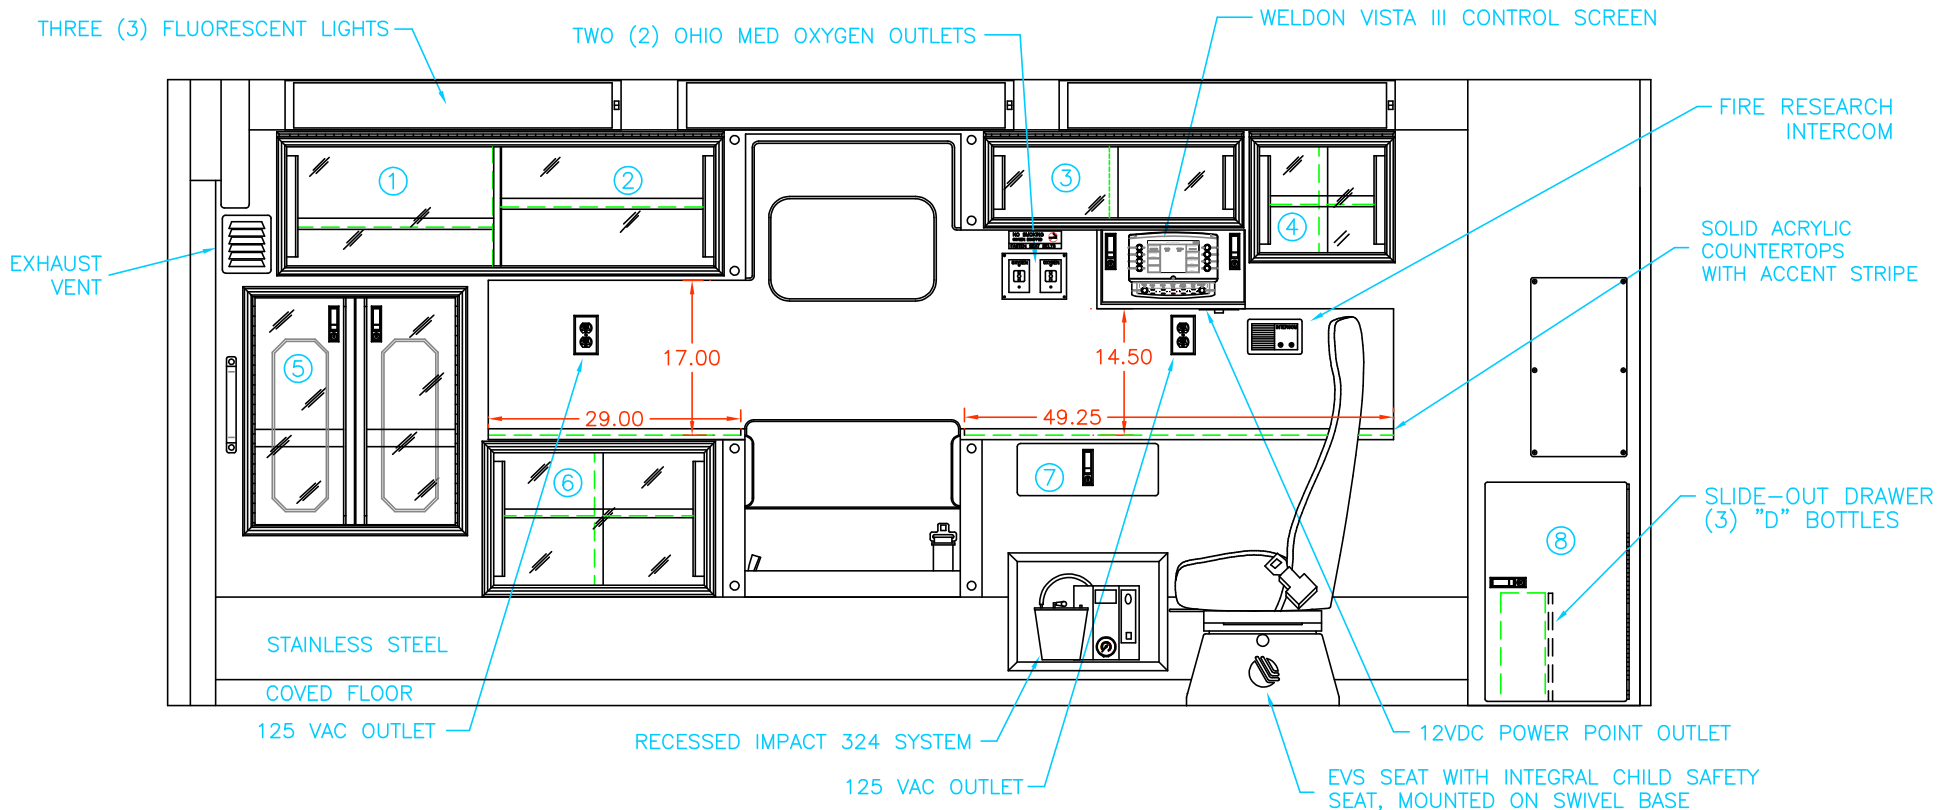 THREE (3) FLUORESCENT LIGHTS
TWO (2) OHIO MED OXYGEN OUTLETS
WELDON VISTA III CONTROL SCREEN
FIRE RESEARCH
INTERCOM
1
2
3
4
SOLID ACRYLIC
COUNTERTOPS
WITH ACCENT STRIPE
NO SMOKING
EXHAUST
VENT
INTERCOM
5
17.00
14.50
29.00
49.25
6
7
8
SLIDE-OUT DRAWER
(3) "D" BOTTLES
STAINLESS STEEL
COVED FLOOR
125 VAC OUTLET
RECESSED IMPACT 324 SYSTEM
125 VAC OUTLET
12VDC POWER POINT OUTLET
EVS SEAT WITH INTEGRAL CHILD SAFETY
SEAT, MOUNTED ON SWIVEL BASE